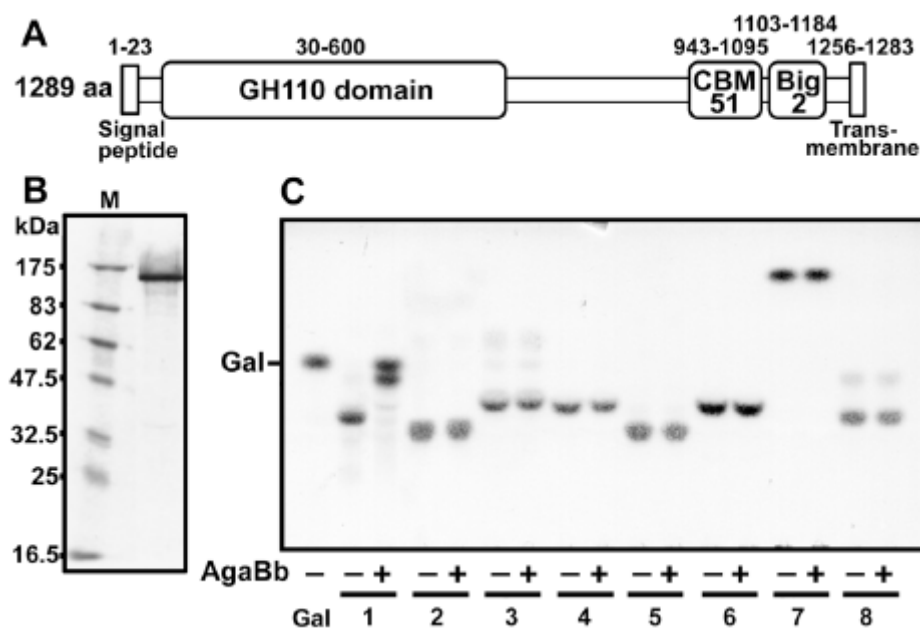 A
1-23
30-600
1103-1184
943-1095
1256-1283
1289 aa
GH110 domain
CBM
51
Big
2
Signal
peptide
Trans-
membrane
B
M
kDa
175
83
62
47.5
32.5
25
16.5
C
Gal
AgaBb
− − + − + − + − + − + − + − + − +
Gal 1 2 3 4 5 6 7 8